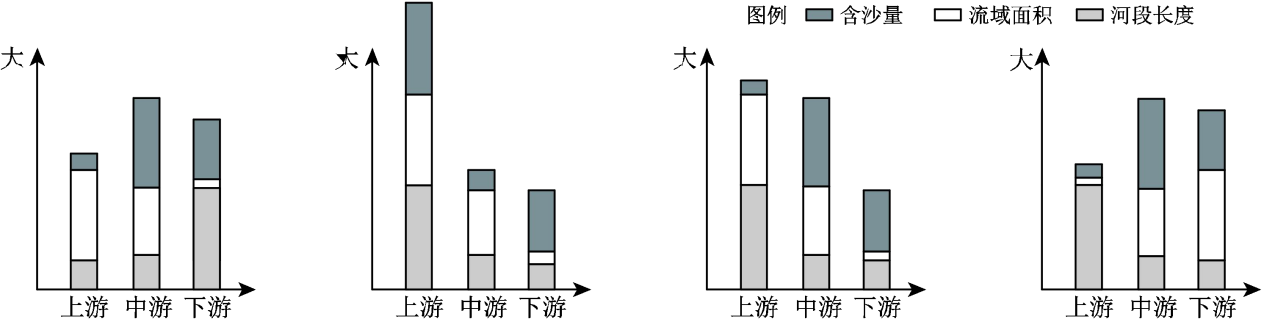 图例 含沙量 流域面积 河段长度
大 大 大 大
上游 中游 下游 上游 中游 下游 上游 中游 下游 上游 中游 下游